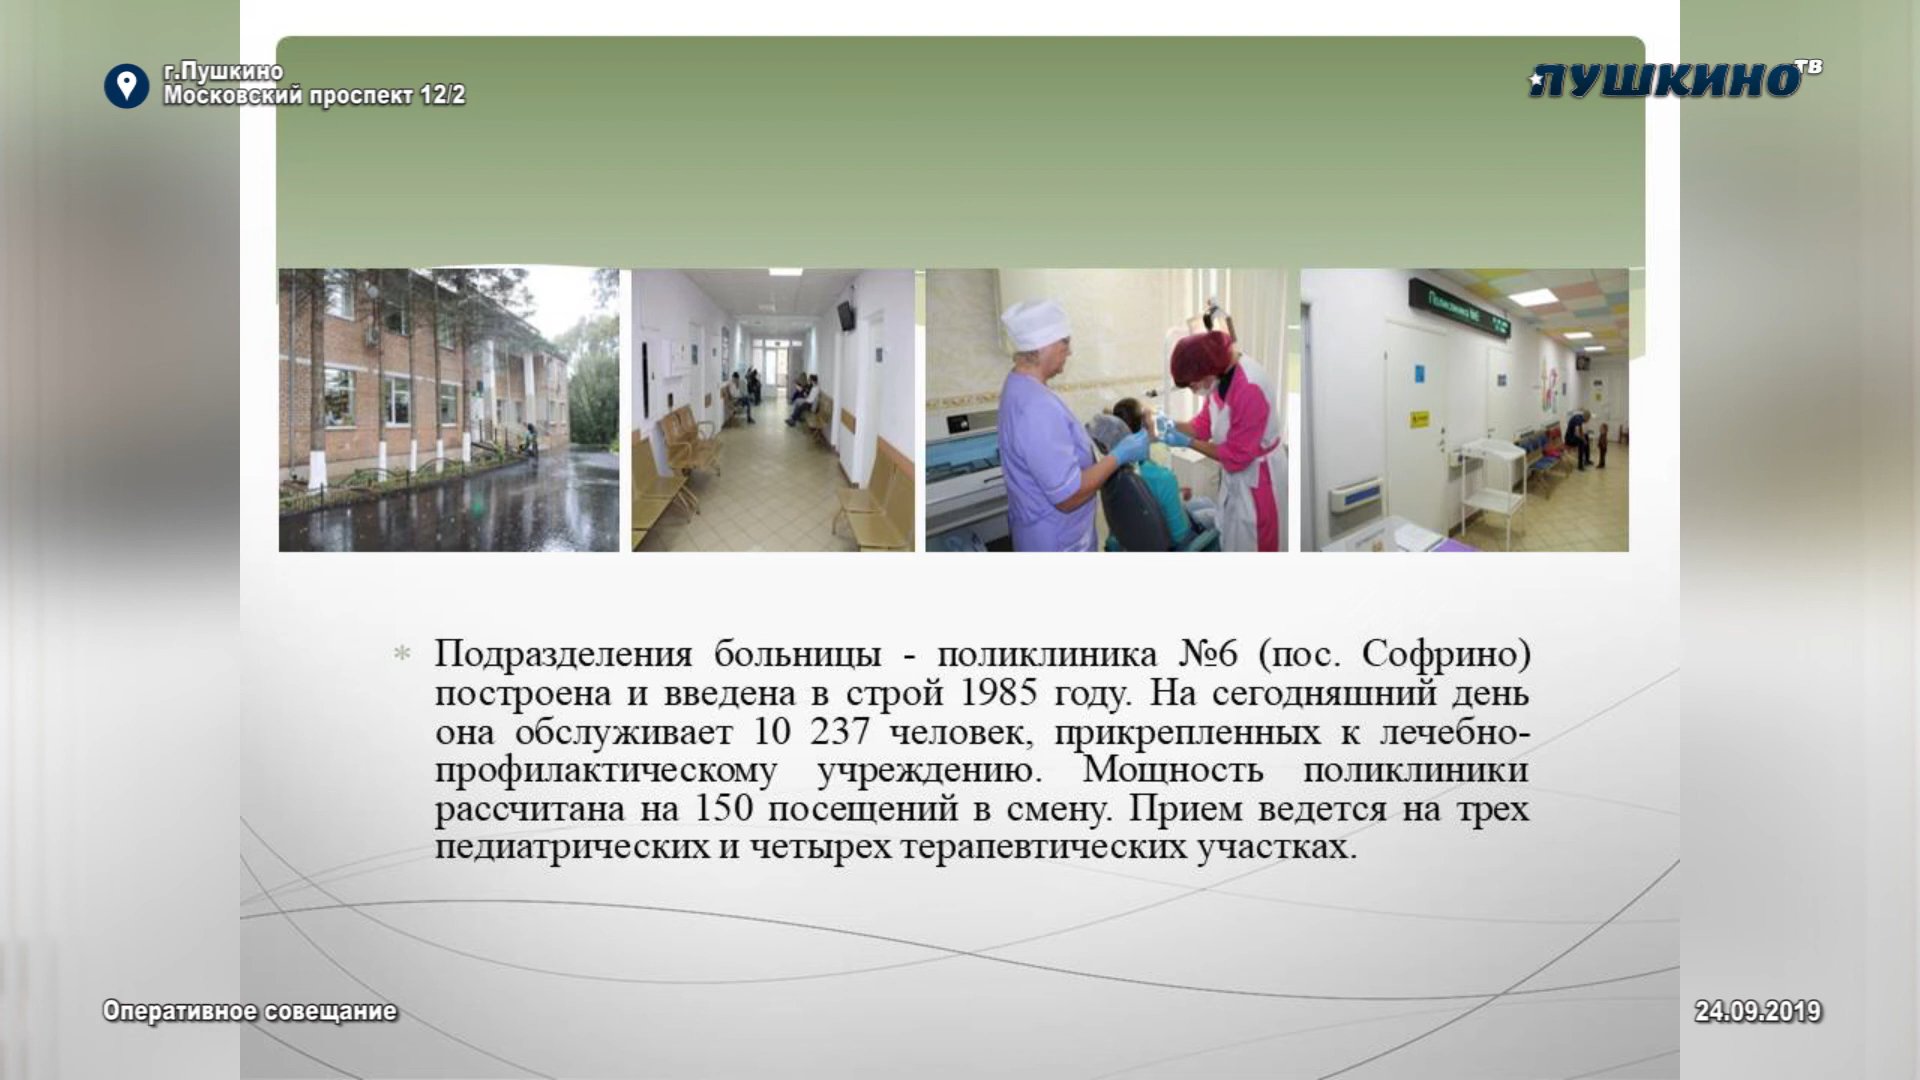 г.Пушкино
Московский проспект 12/2
ПУШКИНО ТВ
Поликлиника №6
* Подразделения больницы - поликлиника №6 (пос. Софрино)
построена и введена в строй 1985 году. На сегодняшний день
она обслуживает 10 237 человек, прикрепленных к лечебно-
профилактическому учреждению. Мощность поликлиники
рассчитана на 150 посещений в смену. Прием ведется на трех
педиатрических и четырех терапевтических участках.
Оперативное совещание
24.09.2019